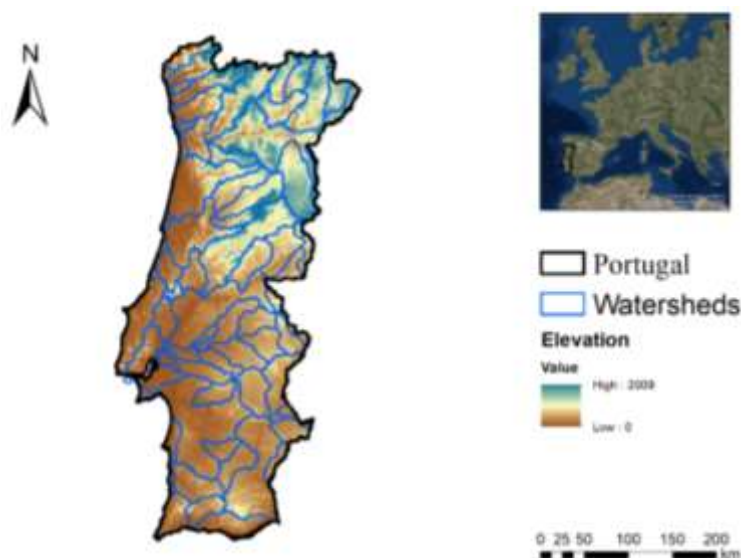 N
Portugal
Watersheds
Elevation
Value
High : 2009
Low : 0
0 25 50 100 150 200
km